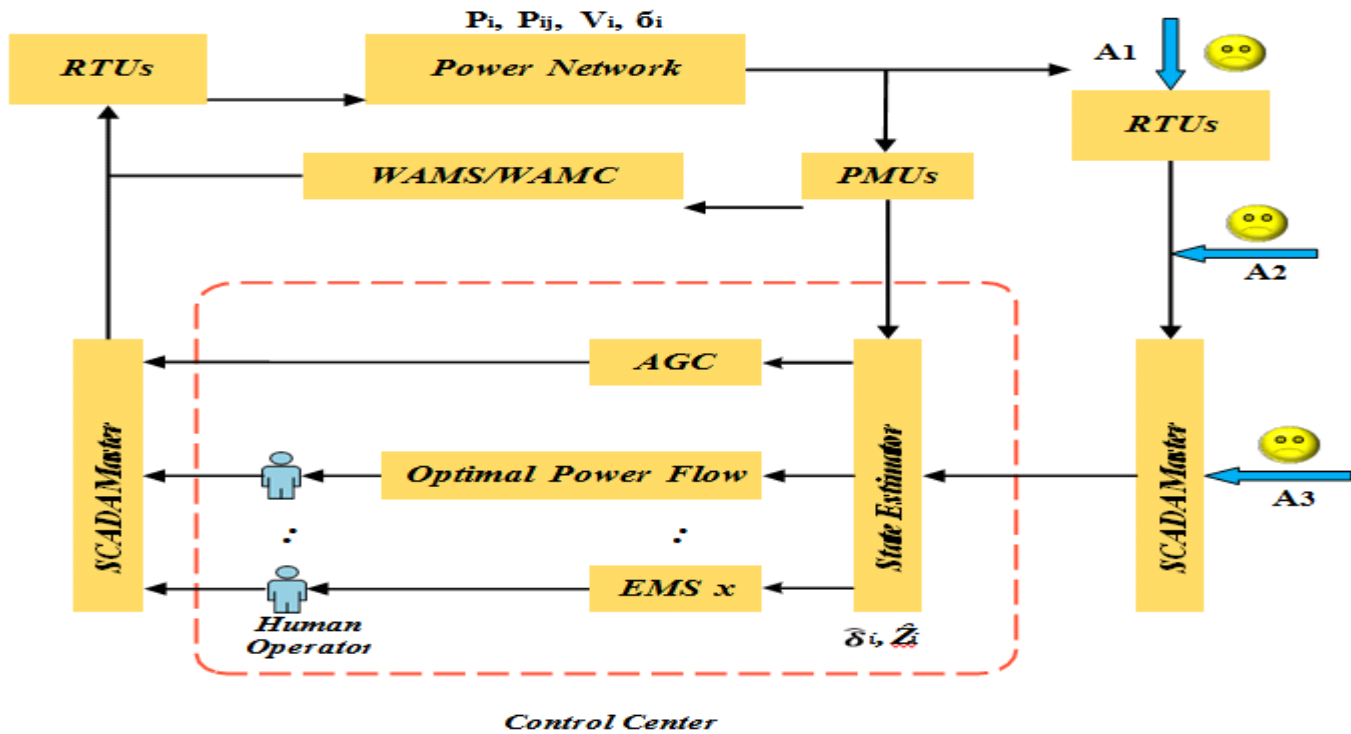 Pi, Pij, Vi, δi
RTUs
Power Network
A1
RTUs
WAMS/WAMC
PMUs
A2
SCADAMaster
AGC
State Estimator
SCADAMaster
Optimal Power Flow
A3
:
:
EMS x
Human
Operator
δ̂i, Ẑi
Control Center